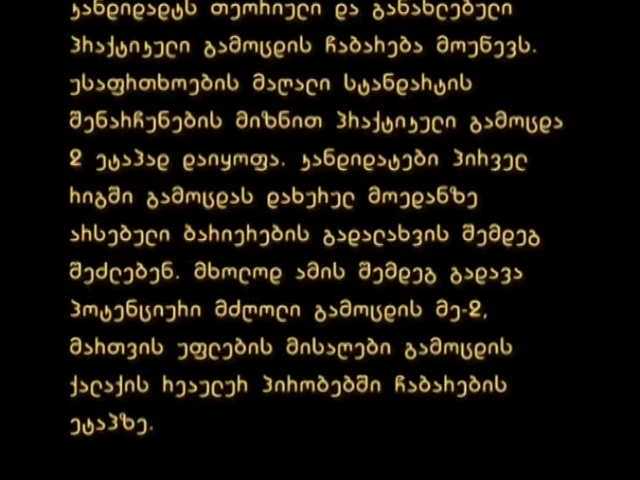 კანდიდატს თეორიული და განახლებული
პრაქტიკული გამოცდის ჩაბარება მოუწევს.
უსაფრთხოების მაღალი სტანდარტის
შენარჩუნების მიზნით პრაქტიკული გამოცდა
2 ეტაპად დაიყოფა. კანდიდატები პირველ
რიგში გამოცდას დახურულ მოედანზე
არსებული ბარიერების გადალახვის შემდეგ
შეძლებენ. მხოლოდ ამის შემდეგ გადავა
პოტენციური მძღოლი გამოცდის მე-2,
მართვის უფლების მისაღები გამოცდის
ქალაქის რეალურ პირობებში ჩაბარების
ეტაპზე.